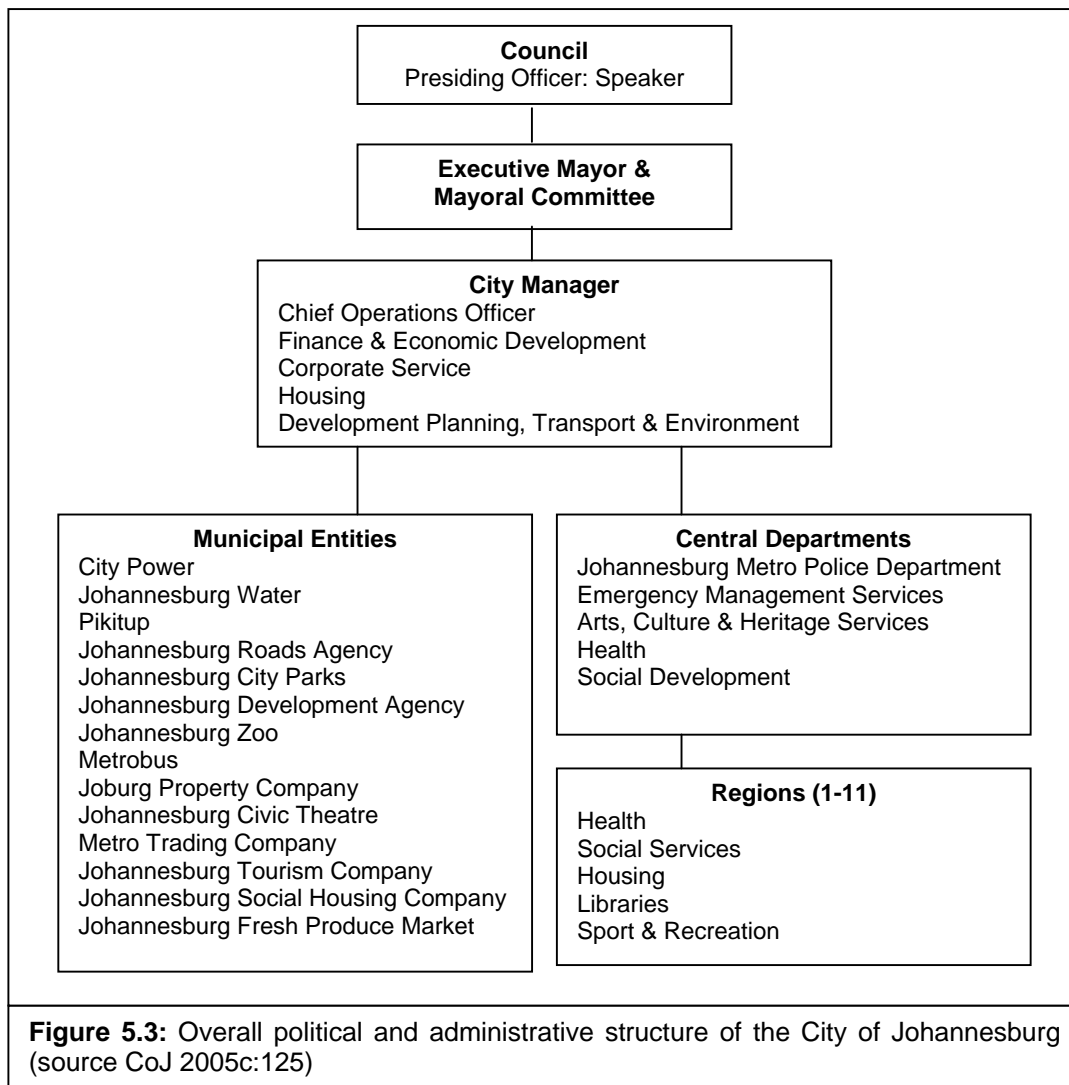 Council
Presiding Officer: Speaker
Executive Mayor &
Mayoral Committee
City Manager
Chief Operations Officer
Finance & Economic Development
Corporate Service
Housing
Development Planning, Transport & Environment
Municipal Entities
City Power
Johannesburg Water
Pikitup
Johannesburg Roads Agency
Johannesburg City Parks
Johannesburg Development Agency
Johannesburg Zoo
Metrobus
Joburg Property Company
Johannesburg Civic Theatre
Metro Trading Company
Johannesburg Tourism Company
Johannesburg Social Housing Company
Johannesburg Fresh Produce Market
Central Departments
Johannesburg Metro Police Department
Emergency Management Services
Arts, Culture & Heritage Services
Health
Social Development
Regions (1-11)
Health
Social Services
Housing
Libraries
Sport & Recreation
Figure 5.3: Overall political and administrative structure of the City of Johannesburg
(source CoJ 2005c:125)